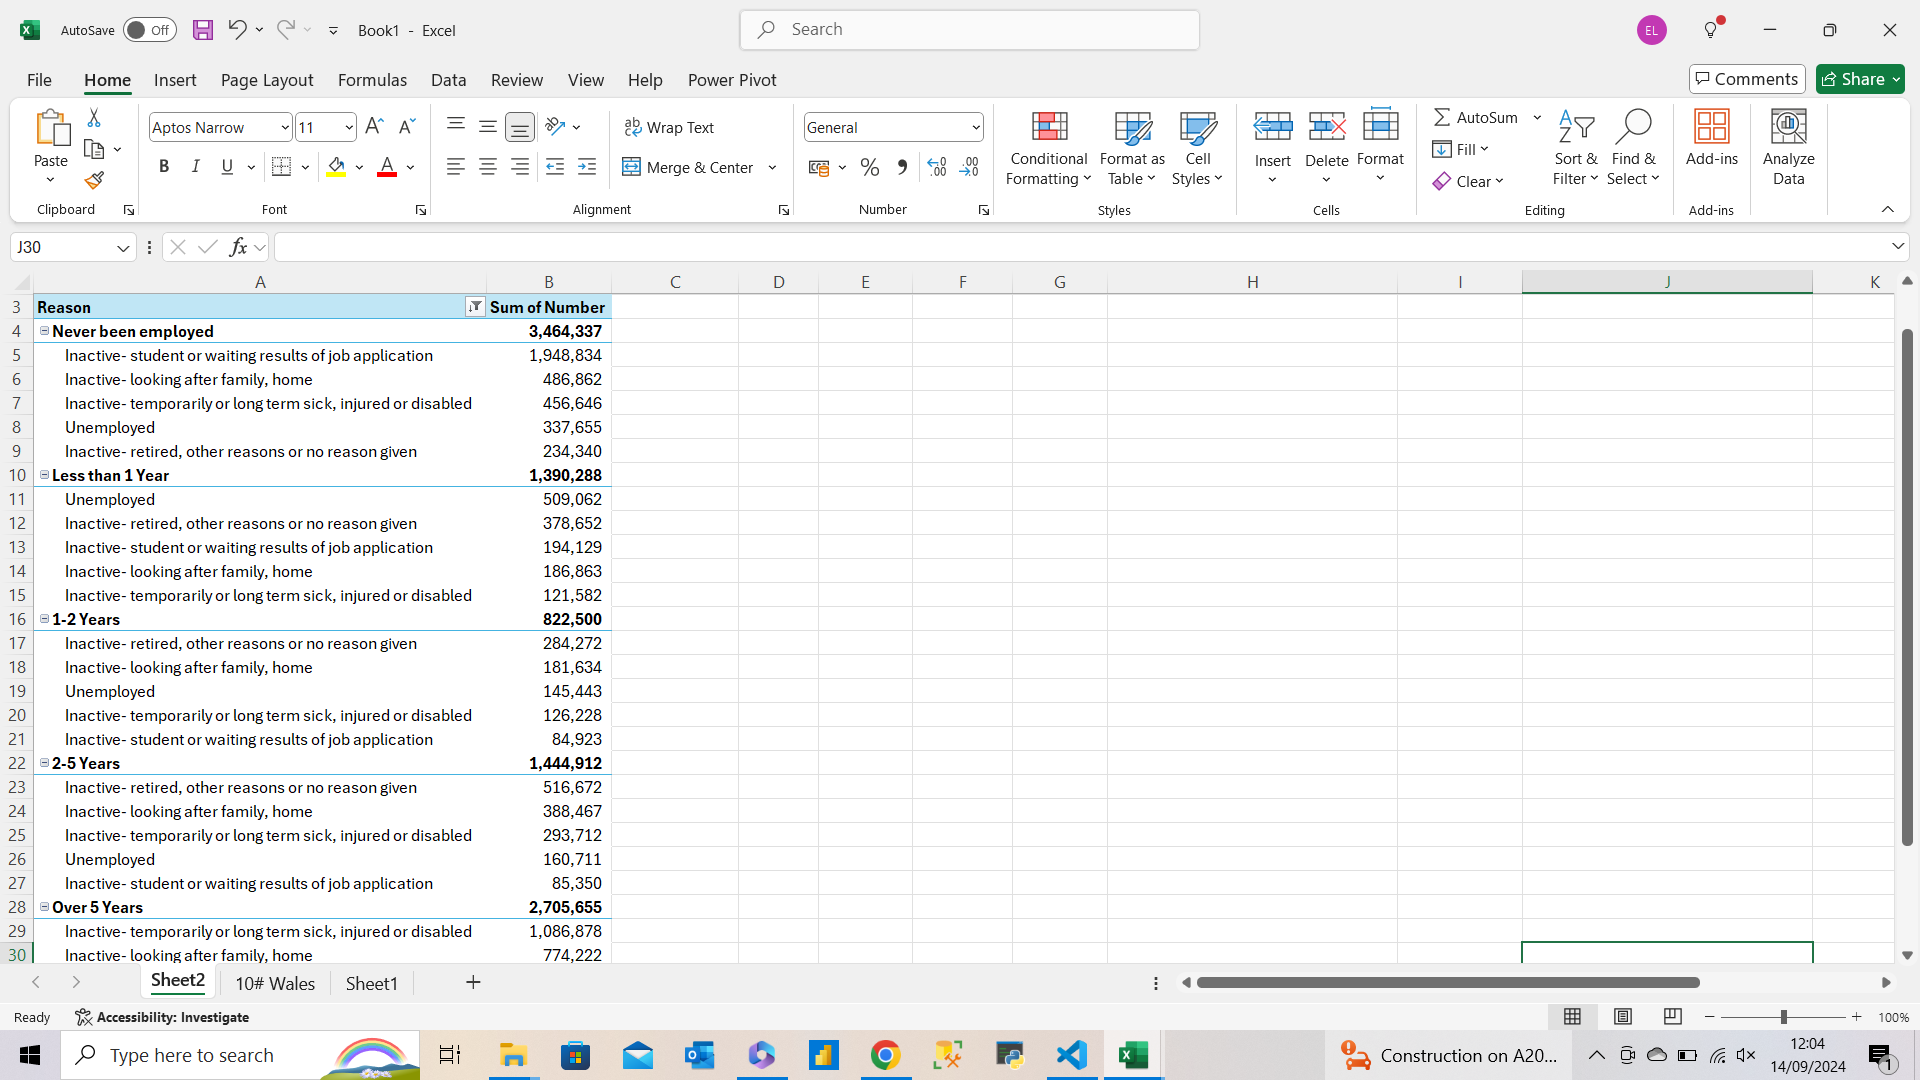 AutoSave Off Book1 - Excel Search EL
File Home Insert Page Layout Formulas Data Review View Help Power Pivot Comments Share
Paste Aptos Narrow 11 Wrap Text General Conditional Formatting Format as Table Cell Styles Insert Delete Format AutoSum Fill Clear Sort & Filter Find & Select Add-ins Analyze Data
B I U A Merge & Center
Clipboard Font Alignment Number Styles Cells Editing Add-ins
J30 fx
A B C D E F G H I J K
3 Reason Sum of Number
4 Never been employed 3,464,337
5 Inactive- student or waiting results of job application 1,948,834
6 Inactive- looking after family, home 486,862
7 Inactive- temporarily or long term sick, injured or disabled 456,646
8 Unemployed 337,655
9 Inactive- retired, other reasons or no reason given 234,340
10 Less than 1 Year 1,390,288
11 Unemployed 509,062
12 Inactive- retired, other reasons or no reason given 378,652
13 Inactive- student or waiting results of job application 194,129
14 Inactive- looking after family, home 186,863
15 Inactive- temporarily or long term sick, injured or disabled 121,582
16 1-2 Years 822,500
17 Inactive- retired, other reasons or no reason given 284,272
18 Inactive- looking after family, home 181,634
19 Unemployed 145,443
20 Inactive- temporarily or long term sick, injured or disabled 126,228
21 Inactive- student or waiting results of job application 84,923
22 2-5 Years 1,444,912
23 Inactive- retired, other reasons or no reason given 516,672
24 Inactive- looking after family, home 388,467
25 Inactive- temporarily or long term sick, injured or disabled 293,712
26 Unemployed 160,711
27 Inactive- student or waiting results of job application 85,350
28 Over 5 Years 2,705,655
29 Inactive- temporarily or long term sick, injured or disabled 1,086,878
30 Inactive- looking after family, home 774,222
Sheet2 10# Wales Sheet1
Ready Accessibility: Investigate 100%
Type here to search Construction on A20... 12:04
14/09/2024 1